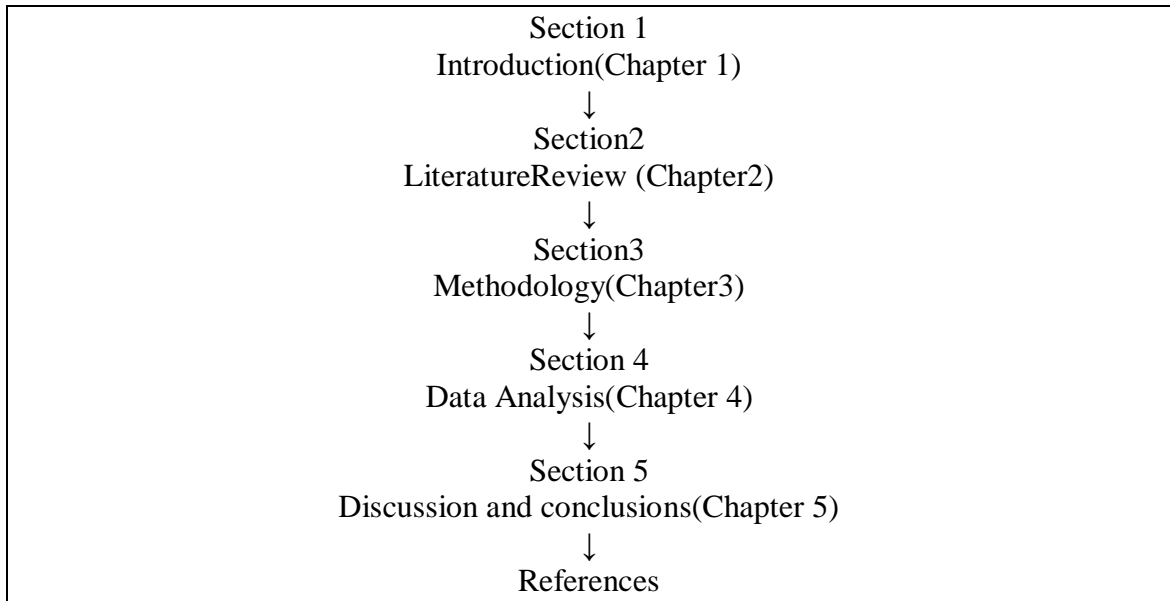 Section 1
Introduction(Chapter 1)
↓
Section2
LiteratureReview (Chapter2)
↓
Section3
Methodology(Chapter3)
↓
Section 4
Data Analysis(Chapter 4)
↓
Section 5
Discussion and conclusions(Chapter 5)
↓
References